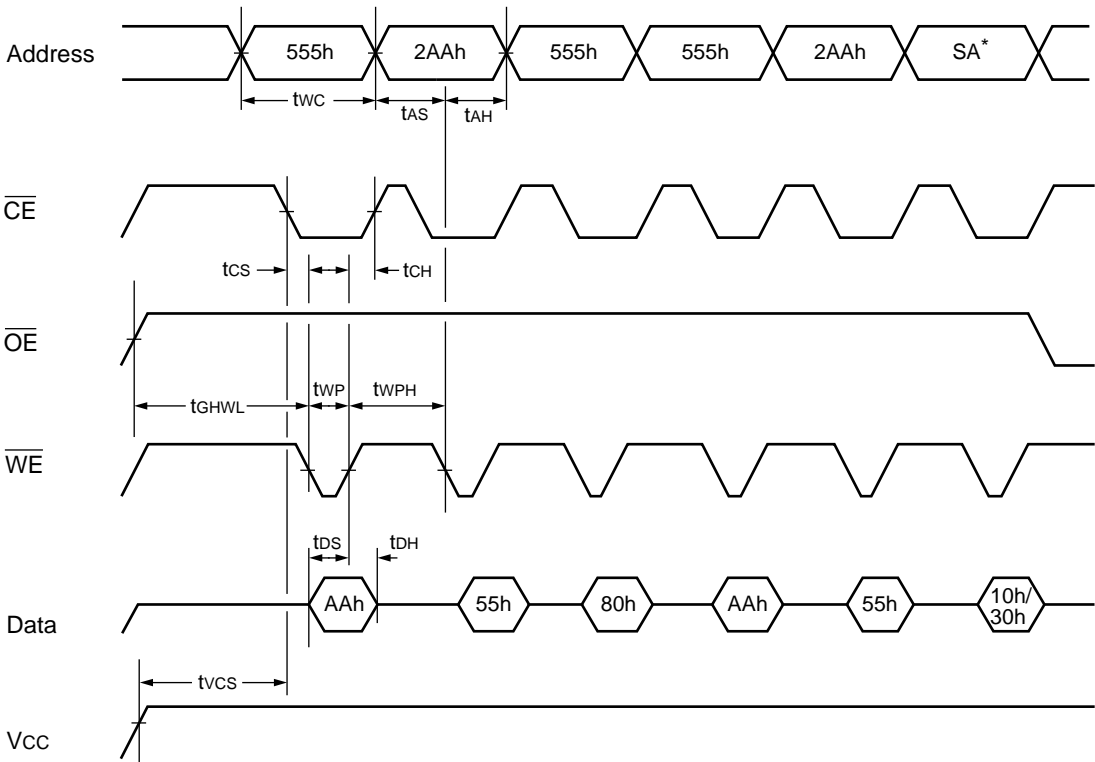 Address 555h 2AAh 555h 555h 2AAh SA*
tWC tAS tAH
CE
tCS tCH
OE
tGHWL tWP tWPH
WE
tDS tDH
Data AAh 55h 80h AAh 55h 10h/
30h
tVCS
VCC